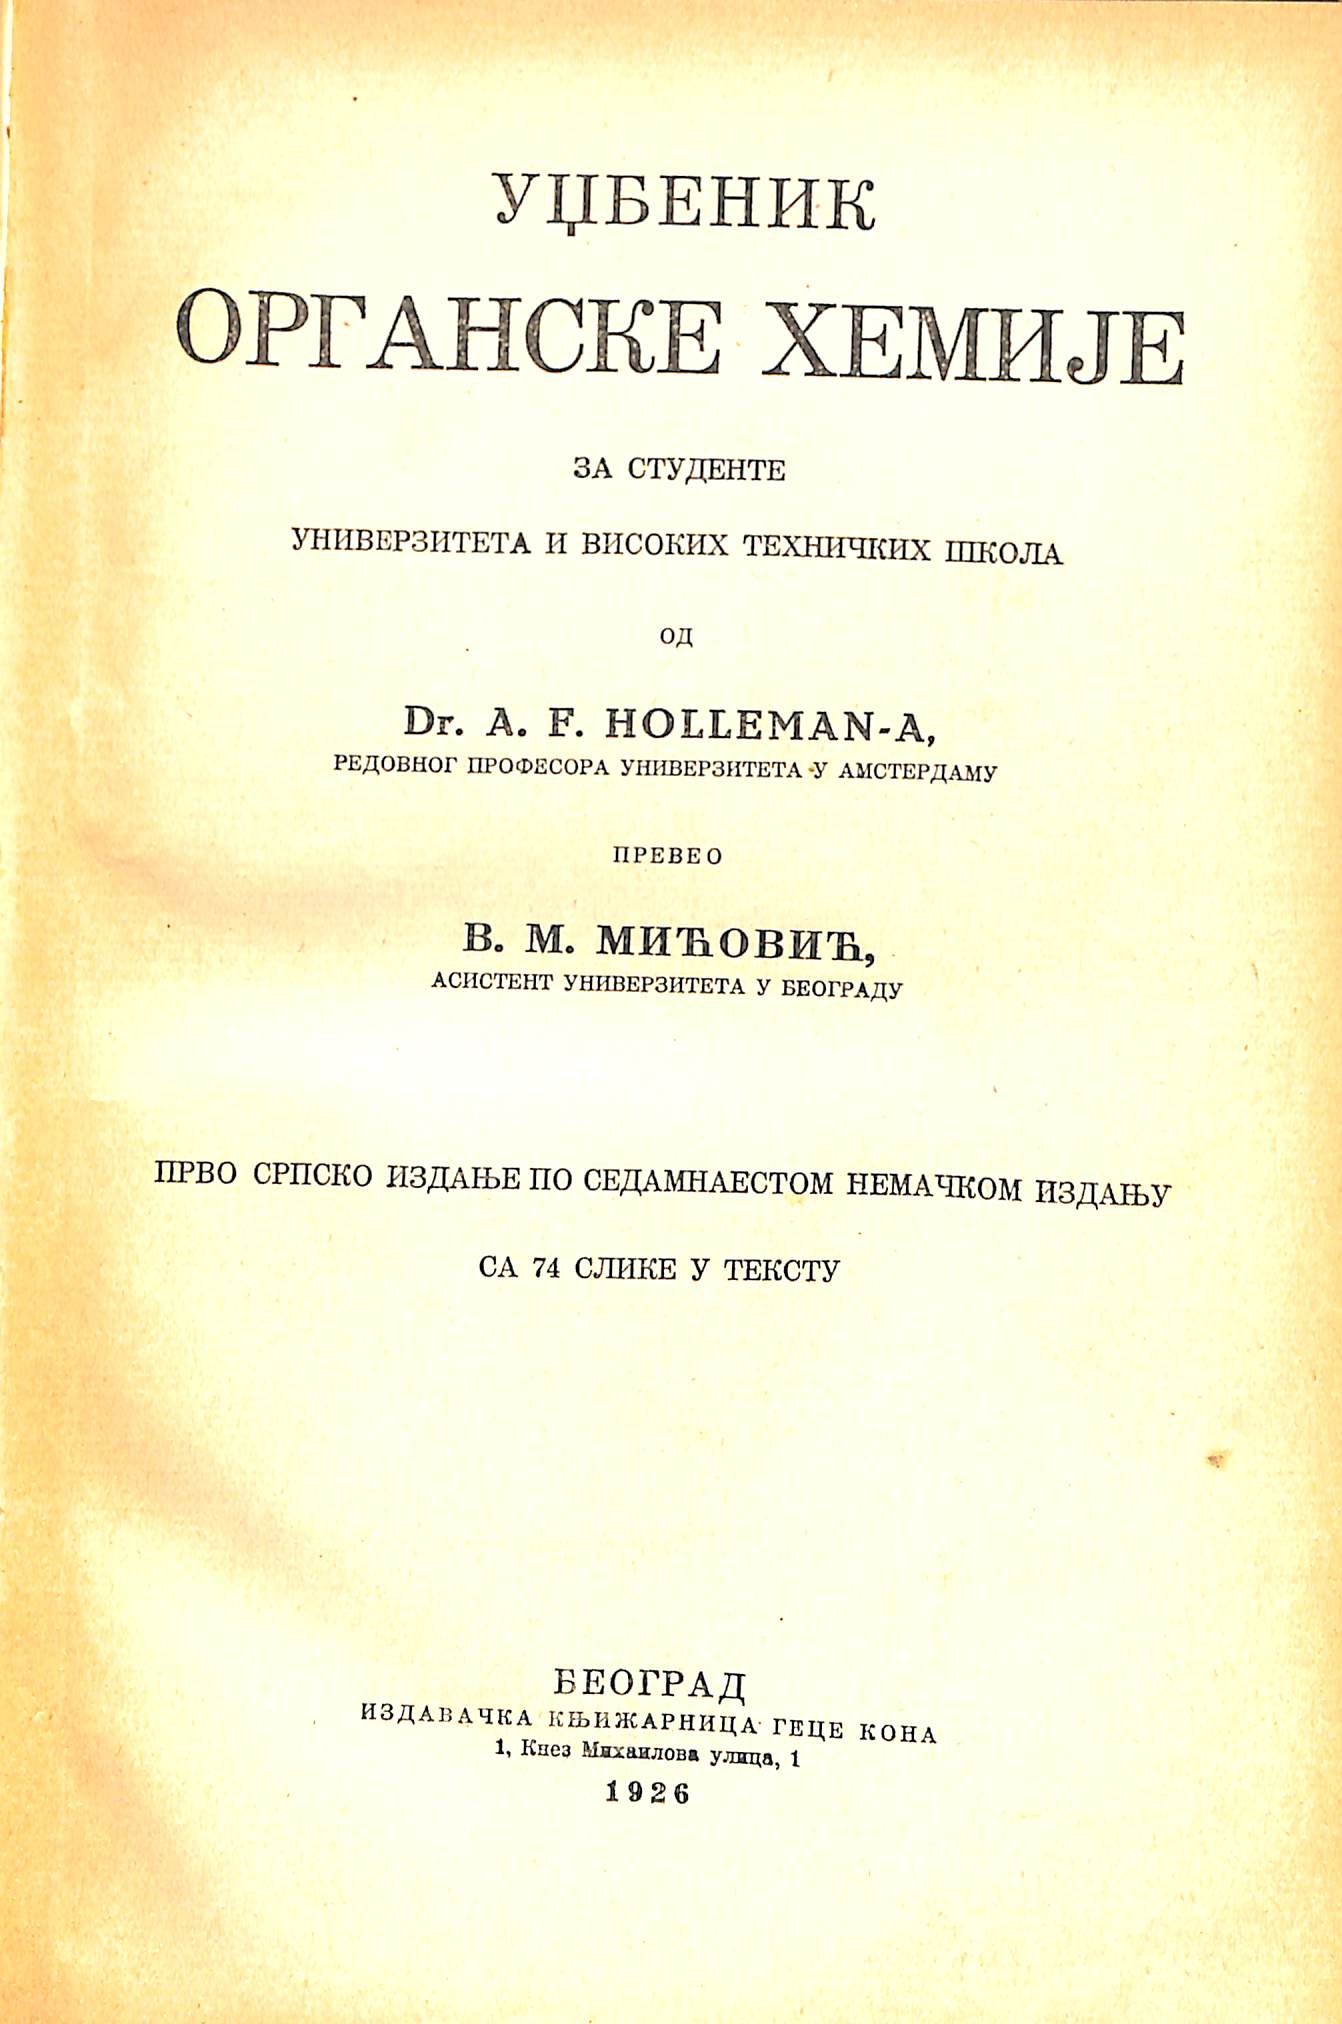 УЏБЕНИК
ОРГАНСКЕ ХЕМИЈЕ
ЗА СТУДЕНТЕ
УНИВЕРЗИТЕТА И ВИСОКИХ ТЕХНИЧКИХ ШКОЛА
ОД
Dr. A. F. HOLLEMAN-A,
РЕДОВНОГ ПРОФЕСОРА УНИВЕРЗИТЕТА У АМСТЕРДАМУ
ПРЕВЕО
В. М. МИЋОВИЋ,
АСИСТЕНТ УНИВЕРЗИТЕТА У БЕОГРАДУ
ПРВО СРПСКО ИЗДАЊЕ ПО СЕДАМНАЕСТОМ НЕМАЧКОМ ИЗДАЊУ
СА 74 СЛИКЕ У ТЕКСТУ
БЕОГРАД
ИЗДАВАЧКА КЊИЖАРНИЦА ГЕЦЕ КОНА
1, Кнез Михаилова улица, 1
1926